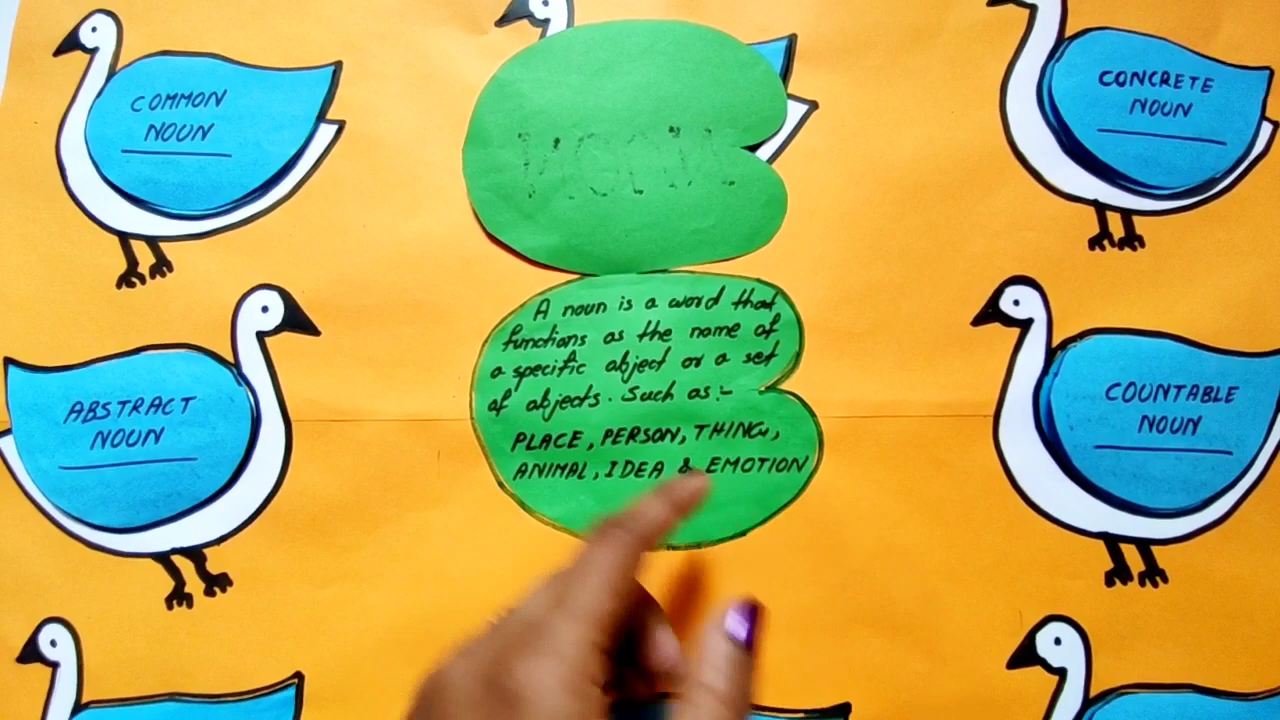 COMMON
NOUN
CONCRETE
NOUN
A noun is a word that
functions as the name of
a specific object or a set
of objects. Such as:-
PLACE, PERSON, THING,
ANIMAL, IDEA & EMOTION
ABSTRACT
NOUN
COUNTABLE
NOUN